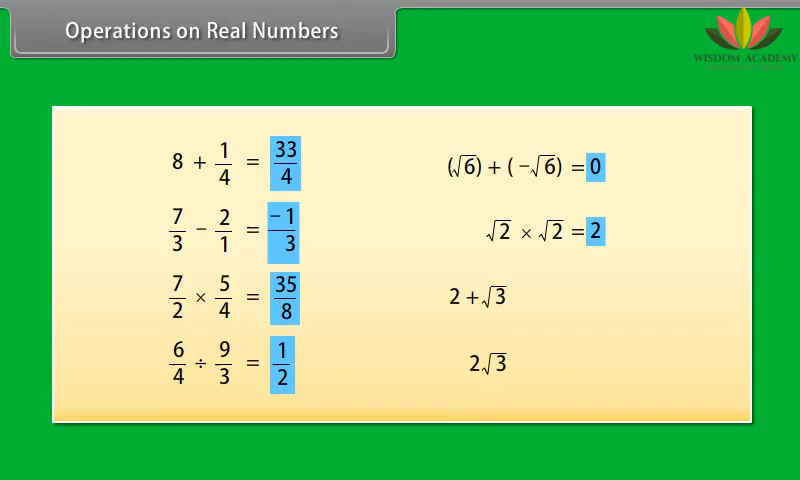 Operations on Real Numbers
WISDOM ACADEMY
8 + 1/4 = 33/4
7/3 − 2/1 = −1/3
7/2 × 5/4 = 35/8
6/4 ÷ 9/3 = 1/2
(√6) + (−√6) = 0
√2 × √2 = 2
2 + √3
2√3